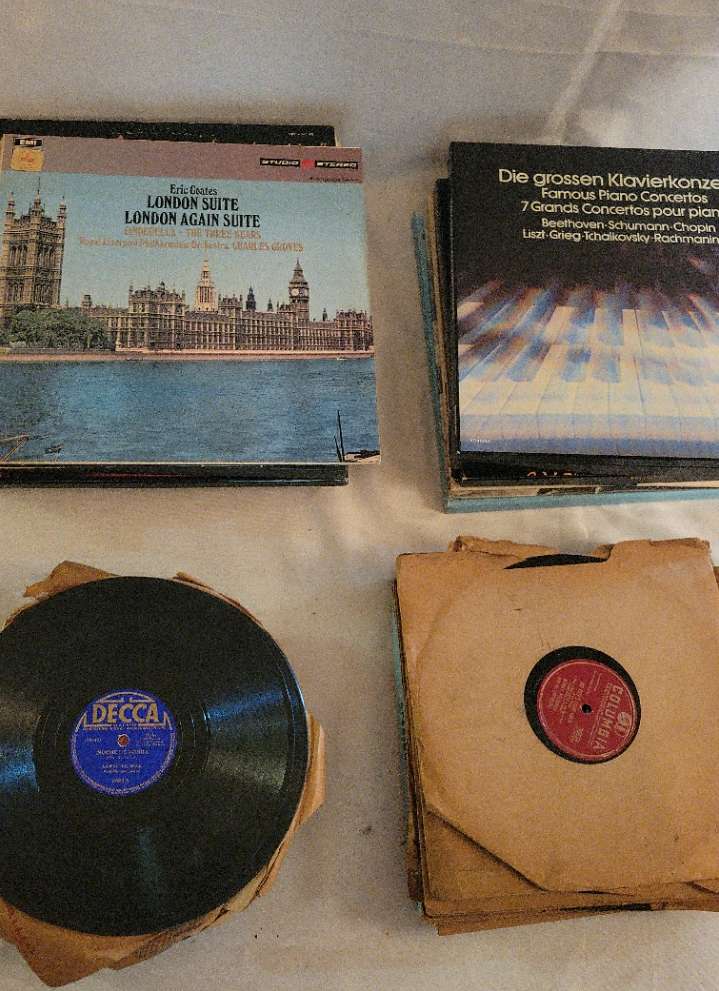 EMI
STUDIO 2 STEREO
Eric Coates
LONDON SUITE
LONDON AGAIN SUITE
CINDERELLA · THE THREE BEARS
Royal Liverpool Philharmonic Orchestra CHARLES GROVES
Die grossen Klavierkonze
Famous Piano Concertos
7 Grands Concertos pour pian
Beethoven·Schumann·Chopin
Liszt·Grieg·Tchaikovsky·Rachmanin
DECCA
COLUMBIA